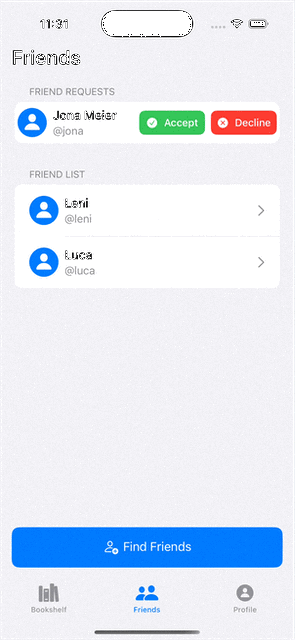 11:31
Friends
FRIEND REQUESTS
Jona Meier
@jona
Accept
Decline
FRIEND LIST
Leni
@leni
Luca
@luca
Find Friends
Bookshelf
Friends
Profile